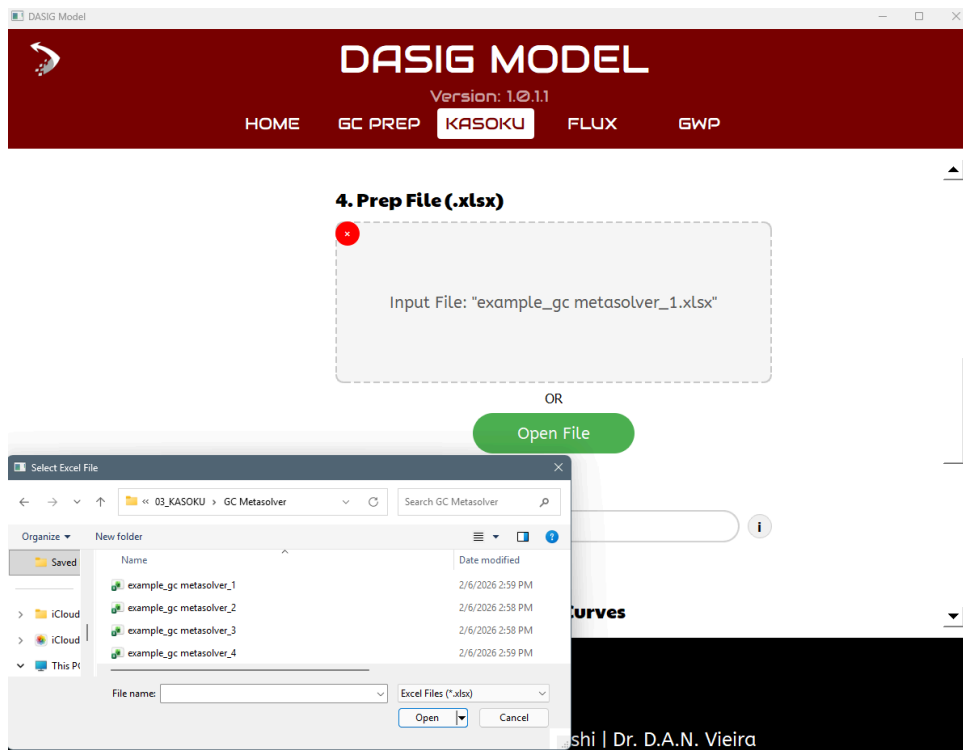 DASIG Model
DASIG MODEL
Version: 1.0.1.1
HOME GC PREP KASOKU FLUX GWP
4. Prep File (.xlsx)
×
Input File: "example_gc metasolver_1.xlsx"
OR
Open File
Select Excel File
« 03_KASOKU > GC Metasolver
Search GC Metasolver
Organize New folder
Name Date modified
Saved
example_gc metasolver_1 2/6/2026 2:59 PM
example_gc metasolver_2 2/6/2026 2:58 PM
iCloud
example_gc metasolver_3 2/6/2026 2:58 PM
iCloud
example_gc metasolver_4 2/6/2026 2:59 PM
This P
File name: Excel Files (*.xlsx)
Open Cancel
i
Curves
shi | Dr. D.A.N. Vieira